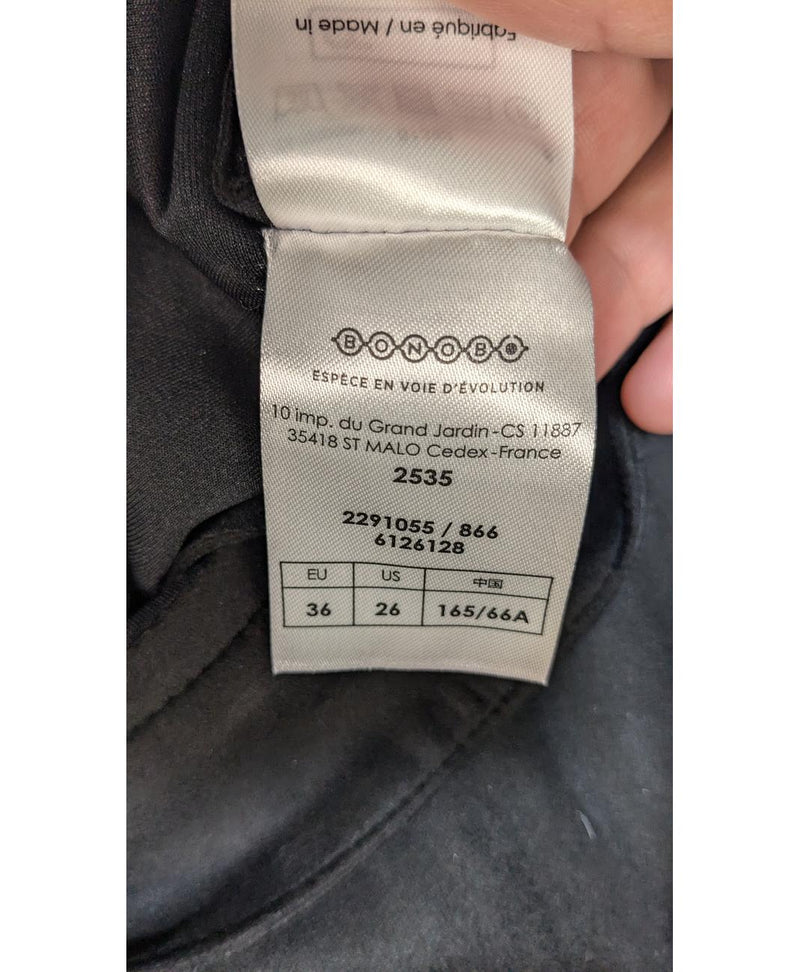 Fabriqué en / Made in
BONOBO
ESPÈCE EN VOIE D'ÉVOLUTION
10 imp. du Grand Jardin-CS 11887
35418 ST MALO Cedex-France
2535
2291055 / 866
6126128
EU US 中国
36 26 165/66A